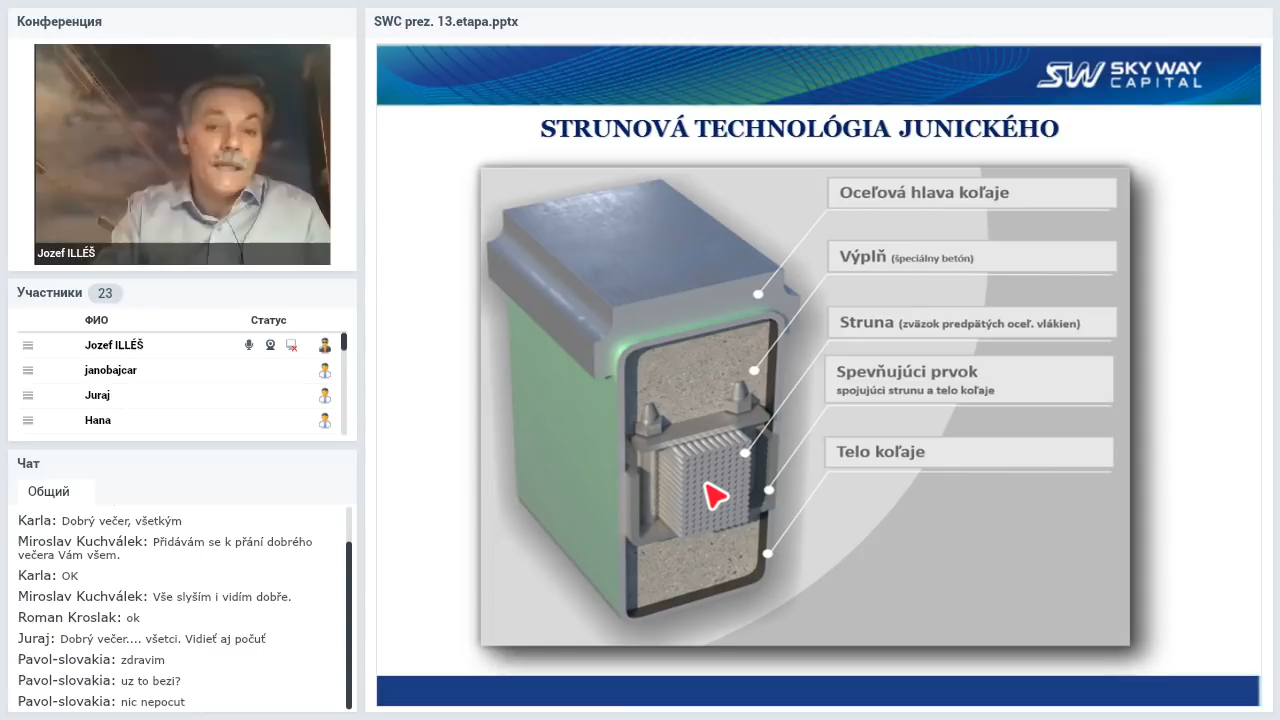 Конференция
Jozef ILLÉŠ
Участники 23
ФИО Статус
Jozef ILLÉŠ
janobajcar
Juraj
Hana
Чат
Общий
Karla: Dobrý večer, všetkým
Miroslav Kuchválek: Přidávám se k přání dobrého
večera Vám všem.
Karla: OK
Miroslav Kuchválek: Vše slyším i vidím dobře.
Roman Kroslak: ok
Juraj: Dobrý večer.... všetci. Vidieť aj počuť
Pavol-slovakia: zdravim
Pavol-slovakia: uz to bezi?
Pavol-slovakia: nic nepocut
SWC prez. 13.etapa.pptx
SW SKY WAY
CAPITAL
STRUNOVÁ TECHNOLÓGIA JUNICKÉHO
Oceľová hlava koľaje
Výplň (špeciálny betón)
Struna (zväzok predpätých oceľ. vlákien)
Spevňujúci prvok
spojujúci strunu a telo koľaje
Telo koľaje